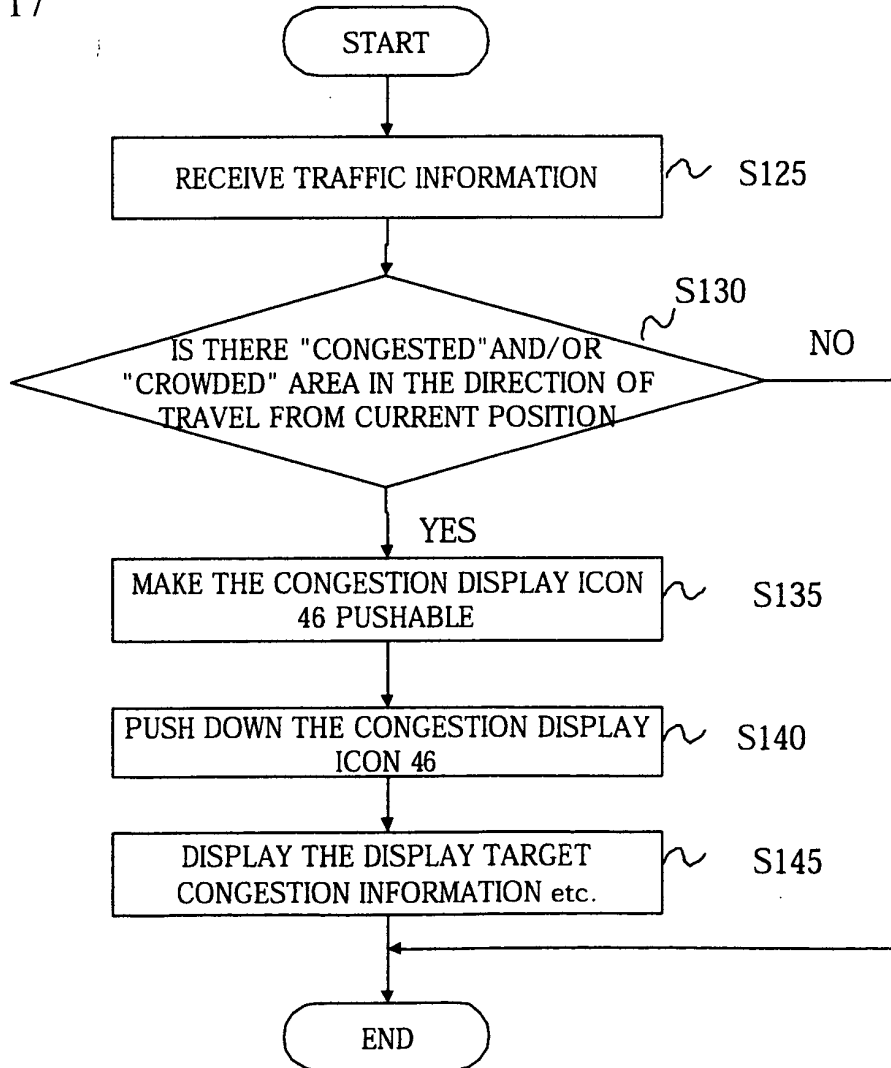 17
START
RECEIVE TRAFFIC INFORMATION
S125
S130
IS THERE "CONGESTED"AND/OR
"CROWDED" AREA IN THE DIRECTION OF
TRAVEL FROM CURRENT POSITION
NO
YES
MAKE THE CONGESTION DISPLAY ICON
46 PUSHABLE
S135
PUSH DOWN THE CONGESTION DISPLAY
ICON 46
S140
DISPLAY THE DISPLAY TARGET
CONGESTION INFORMATION etc.
S145
END